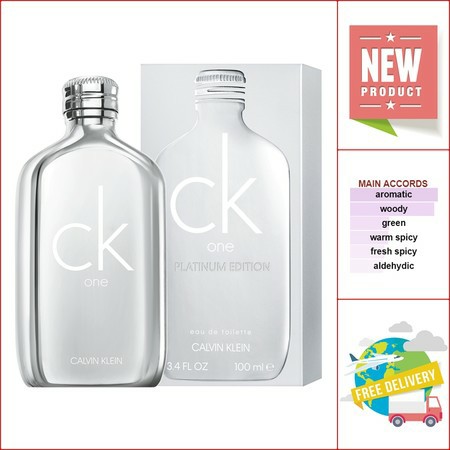 ck
one
CALVIN KLEIN
ck
one
PLATINUM EDITION
eau de toilette
CALVIN KLEIN
3.4 FL OZ 100 ml e
NEW
PRODUCT
MAIN ACCORDS
aromatic
woody
green
warm spicy
fresh spicy
aldehydic
FREE DELIVERY